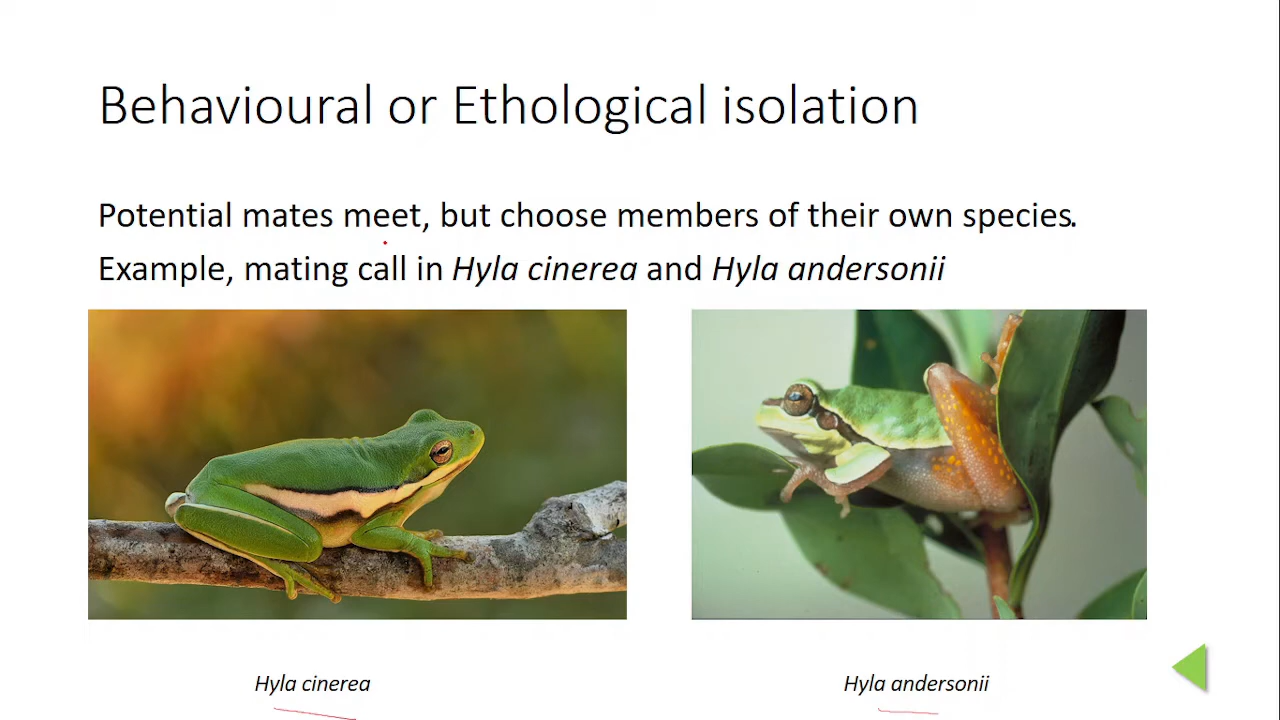 Behavioural or Ethological isolation
Potential mates meet, but choose members of their own species.
Example, mating call in Hyla cinerea and Hyla andersonii
Hyla cinerea
Hyla andersonii